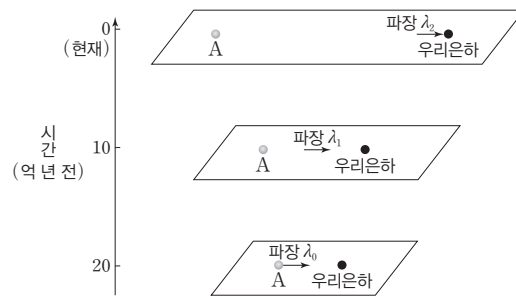 0
(현재)
파장 λ₂
A
우리은하
시간
(억 년 전)
10
파장 λ₁
A
우리은하
20
파장 λ₀
A
우리은하